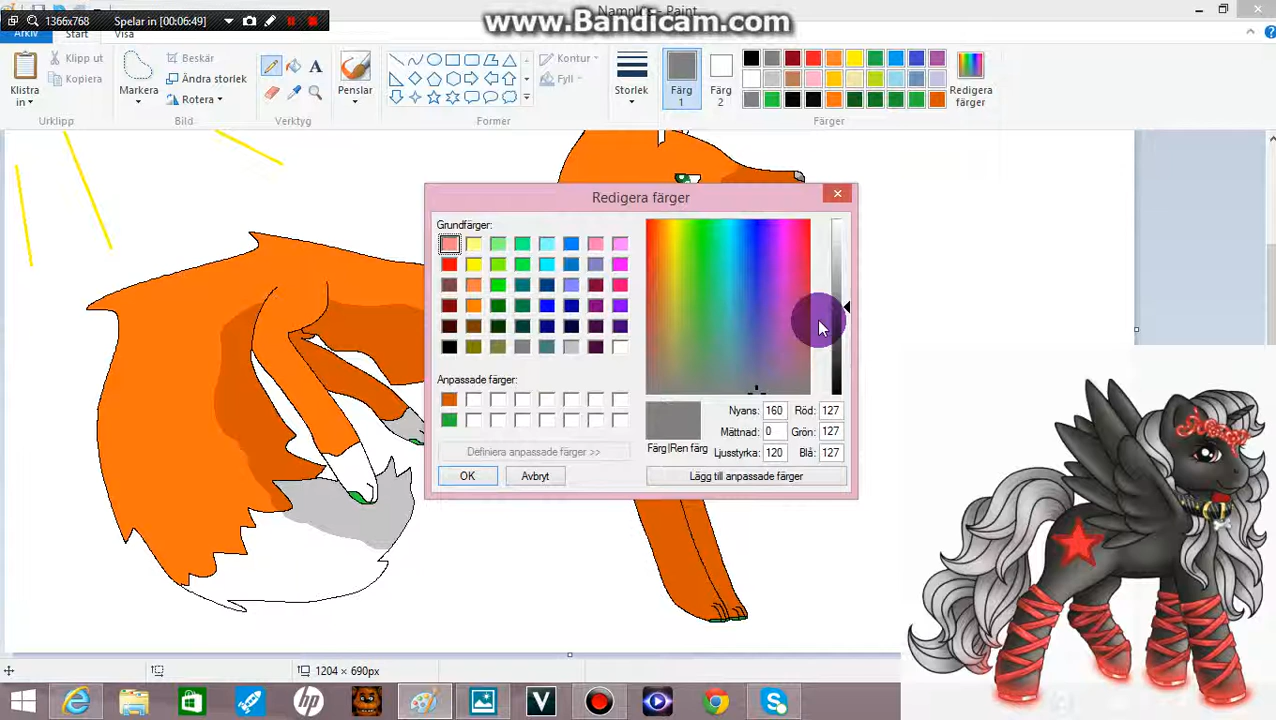 www.Bandicam.com
1366x768
Spelar in [00:06:49]
- Paint
Arkiv
Start
Visa
Klistra
in
Klipp ut
Kopiera
Urklipp
Markera
Beskär
Ändra storlek
Rotera
Bild
A
Verktyg
Penslar
Kontur
Fyll
Former
Storlek
Färg
1
Färg
2
Redigera
färger
Färger
Redigera färger
Grundfärger:
Anpassade färger:
Definiera anpassade färger >>
OK
Avbryt
Färg|Ren färg
Nyans: 160
Röd: 127
Mättnad: 0
Grön: 127
Ljusstyrka: 120
Blå: 127
Lägg till anpassade färger
1204 × 690px
hp
V
S